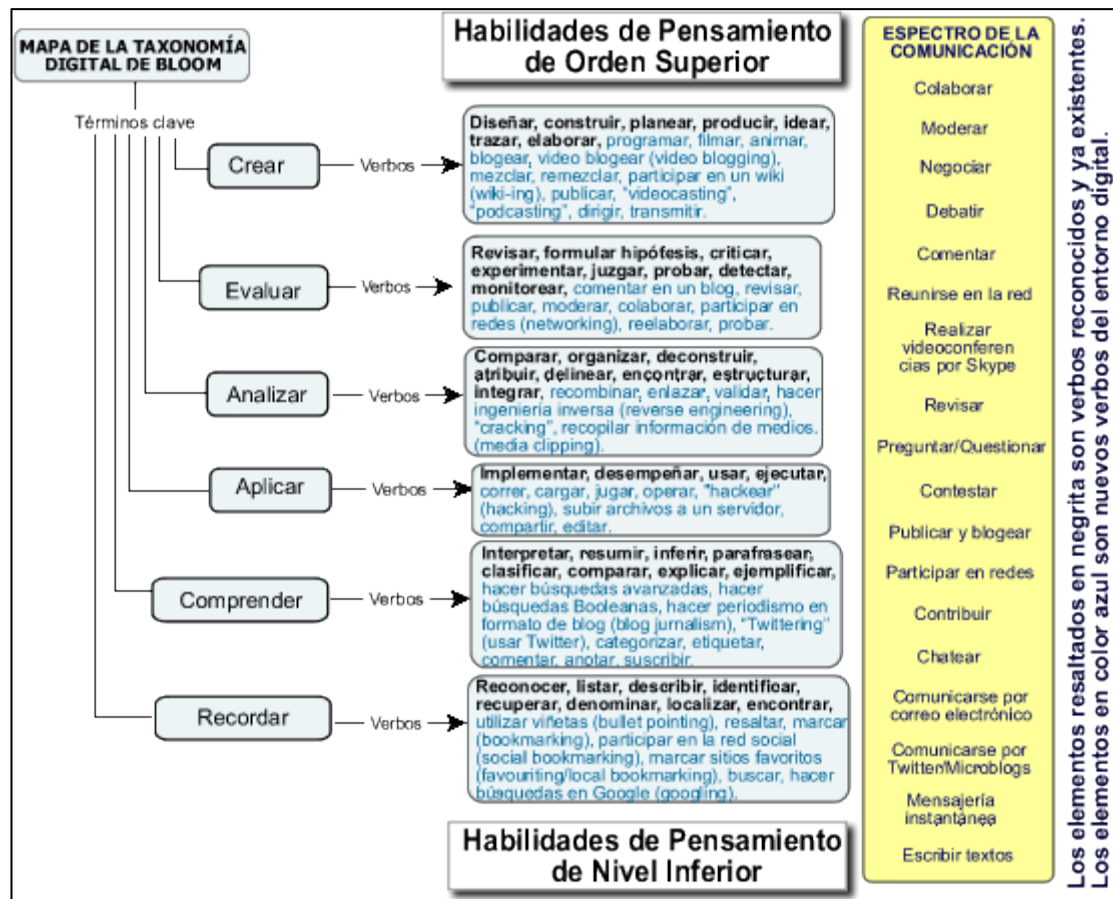 MAPA DE LA TAXONOMÍA
DIGITAL DE BLOOM
Términos clave
Habilidades de Pensamiento
de Orden Superior
Crear
Verbos
Diseñar, construir, planear, producir, idear,
trazar, elaborar, programar, filmar, animar,
blogear, video blogear (video blogging),
mezclar, remezclar, participar en un wiki
(wiki-ing), publicar, "videocasting",
"podcasting", dirigir, transmitir.
Evaluar
Verbos
Revisar, formular hipótesis, criticar,
experimentar, juzgar, probar, detectar,
monitorear, comentar en un blog, revisar,
publicar, moderar, colaborar, participar en
redes (networking), reelaborar, probar.
Analizar
Verbos
Comparar, organizar, deconstruir,
atribuir, delinear, encontrar, estructurar,
integrar, recombinar, enlazar, validar, hacer
ingeniería inversa (reverse engineering),
"cracking", recopilar información de medios.
(media clipping).
Aplicar
Verbos
Implementar, desempeñar, usar, ejecutar,
correr, cargar, jugar, operar, "hackear"
(hacking), subir archivos a un servidor,
compartir, editar.
Comprender
Verbos
Interpretar, resumir, inferir, parafrasear,
clasificar, comparar, explicar, ejemplificar,
hacer búsquedas avanzadas, hacer
búsquedas Booleanas, hacer periodismo en
formato de blog (blog jurnalism), "Twittering"
(usar Twitter), categorizar, etiquetar,
comentar, anotar, suscribir.
Recordar
Verbos
Reconocer, listar, describir, identificar,
recuperar, denominar, localizar, encontrar,
utilizar viñetas (bullet pointing), resaltar, marcar
(bookmarking), participar en la red social
(social bookmarking), marcar sitios favoritos
(favouriting/local bookmarking), buscar, hacer
búsquedas en Google (googling).
Habilidades de Pensamiento
de Nivel Inferior
ESPECTRO DE LA
COMUNICACIÓN
Colaborar
Moderar
Negociar
Debatir
Comentar
Reunirse en la red
Realizar
videoconferen
cias por Skype
Revisar
Preguntar/Questionar
Contestar
Publicar y blogear
Participar en redes
Contribuir
Chatear
Comunicarse por
correo electrónico
Comunicarse por
Twitter/Microblogs
Mensajería
instantánea
Escribir textos
Los elementos resaltados en negrita son verbos reconocidos y ya existentes.
Los elementos en color azul son nuevos verbos del entorno digital.